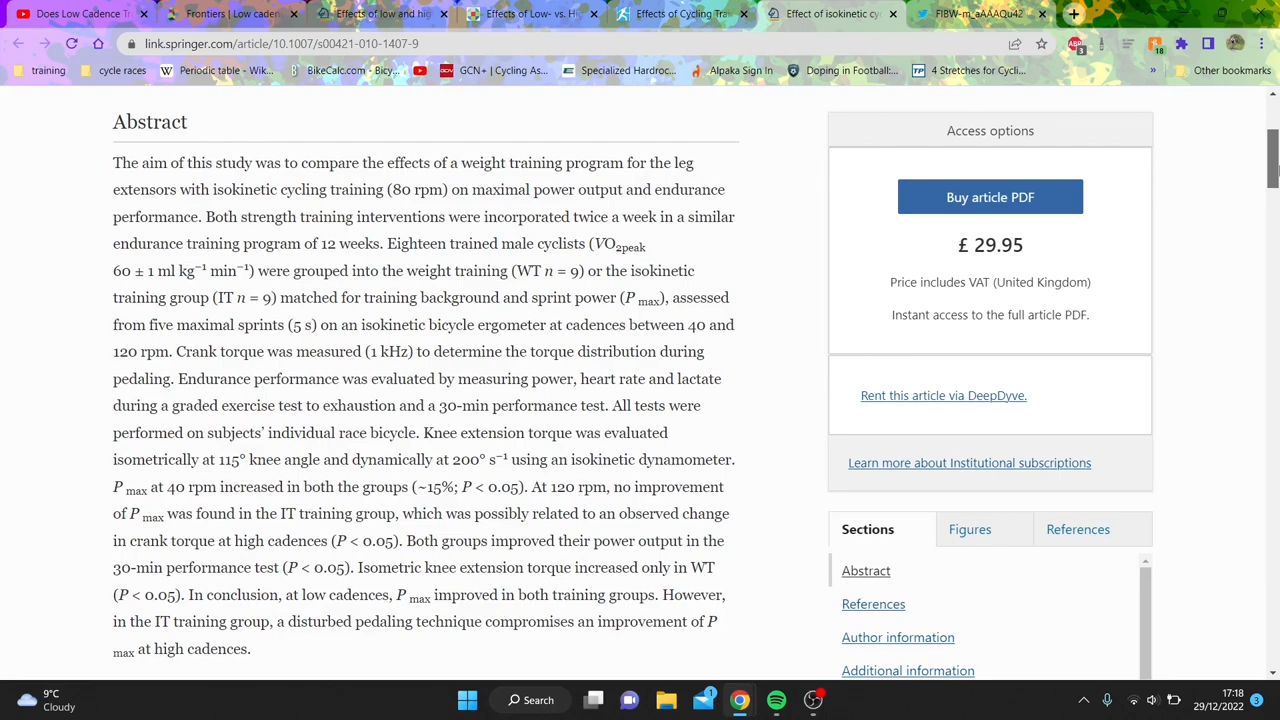 Does Low Cadence T
Frontiers | Low caden
Effects of low and hig
Effects of Low- vs. Hi
Effects of Cycling Tra
Effect of isokinetic cy
FIBW-m_aAAAQu42
link.springer.com/article/10.1007/s00421-010-1407-9
training
cycle races
Periodic table - Wik...
BikeCalc.com - Bicy...
GCN+ | Cycling As...
Specialized Hardroc...
Alpaka Sign In
Doping in Football:...
4 Stretches for Cycli...
»
Other bookmarks
Abstract
The aim of this study was to compare the effects of a weight training program for the leg
extensors with isokinetic cycling training (80 rpm) on maximal power output and endurance
performance. Both strength training interventions were incorporated twice a week in a similar
endurance training program of 12 weeks. Eighteen trained male cyclists (VO2peak
60 ± 1 ml kg−1 min−1) were grouped into the weight training (WT n = 9) or the isokinetic
training group (IT n = 9) matched for training background and sprint power (P max), assessed
from five maximal sprints (5 s) on an isokinetic bicycle ergometer at cadences between 40 and
120 rpm. Crank torque was measured (1 kHz) to determine the torque distribution during
pedaling. Endurance performance was evaluated by measuring power, heart rate and lactate
during a graded exercise test to exhaustion and a 30-min performance test. All tests were
performed on subjects’ individual race bicycle. Knee extension torque was evaluated
isometrically at 115° knee angle and dynamically at 200° s−1 using an isokinetic dynamometer.
P max at 40 rpm increased in both the groups (~15%; P < 0.05). At 120 rpm, no improvement
of P max was found in the IT training group, which was possibly related to an observed change
in crank torque at high cadences (P < 0.05). Both groups improved their power output in the
30-min performance test (P < 0.05). Isometric knee extension torque increased only in WT
(P < 0.05). In conclusion, at low cadences, P max improved in both training groups. However,
in the IT training group, a disturbed pedaling technique compromises an improvement of P
max at high cadences.
Access options
Buy article PDF
£ 29.95
Price includes VAT (United Kingdom)
Instant access to the full article PDF.
Rent this article via DeepDyve.
Learn more about Institutional subscriptions
Sections
Figures
References
Abstract
References
Author information
Additional information
9°C
Cloudy
Search
1
17:18
29/12/2022
3